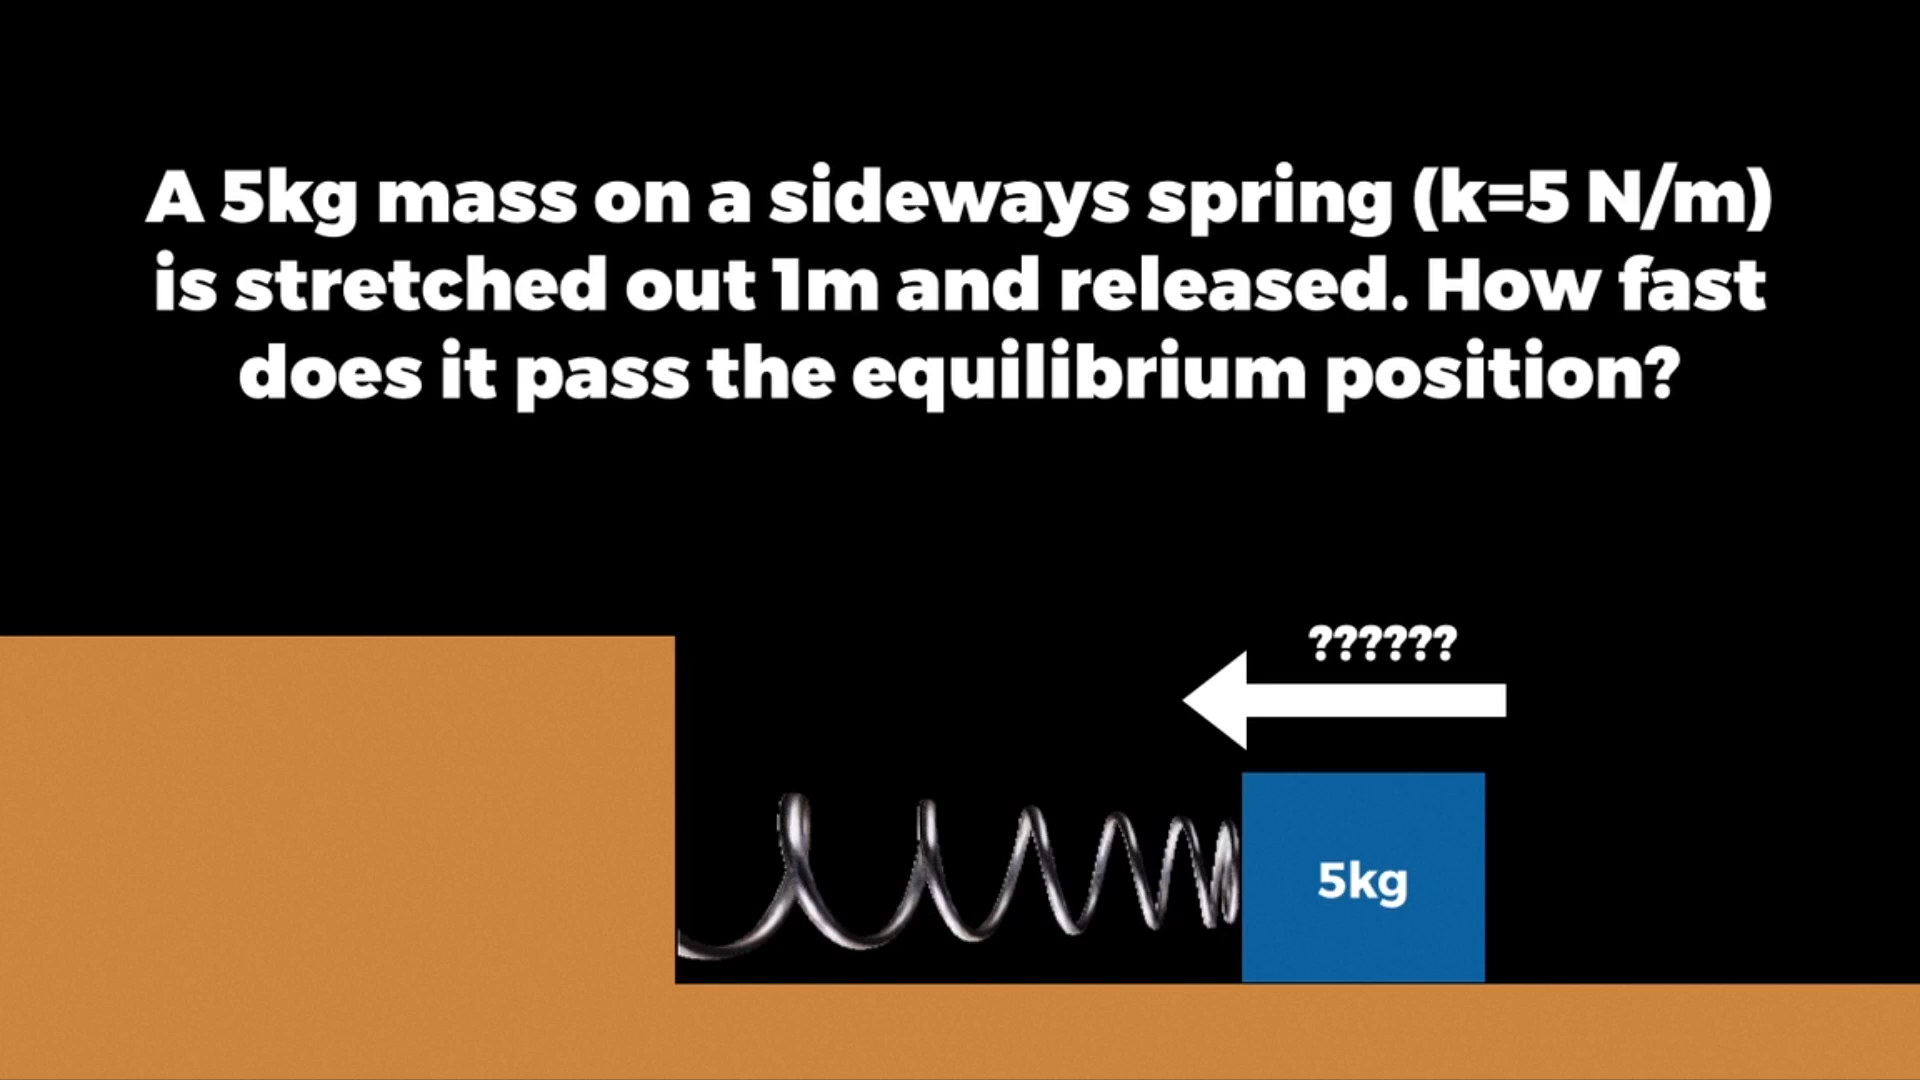 A 5kg mass on a sideways spring (k=5 N/m)
is stretched out 1m and released. How fast
does it pass the equilibrium position?
??????
5kg